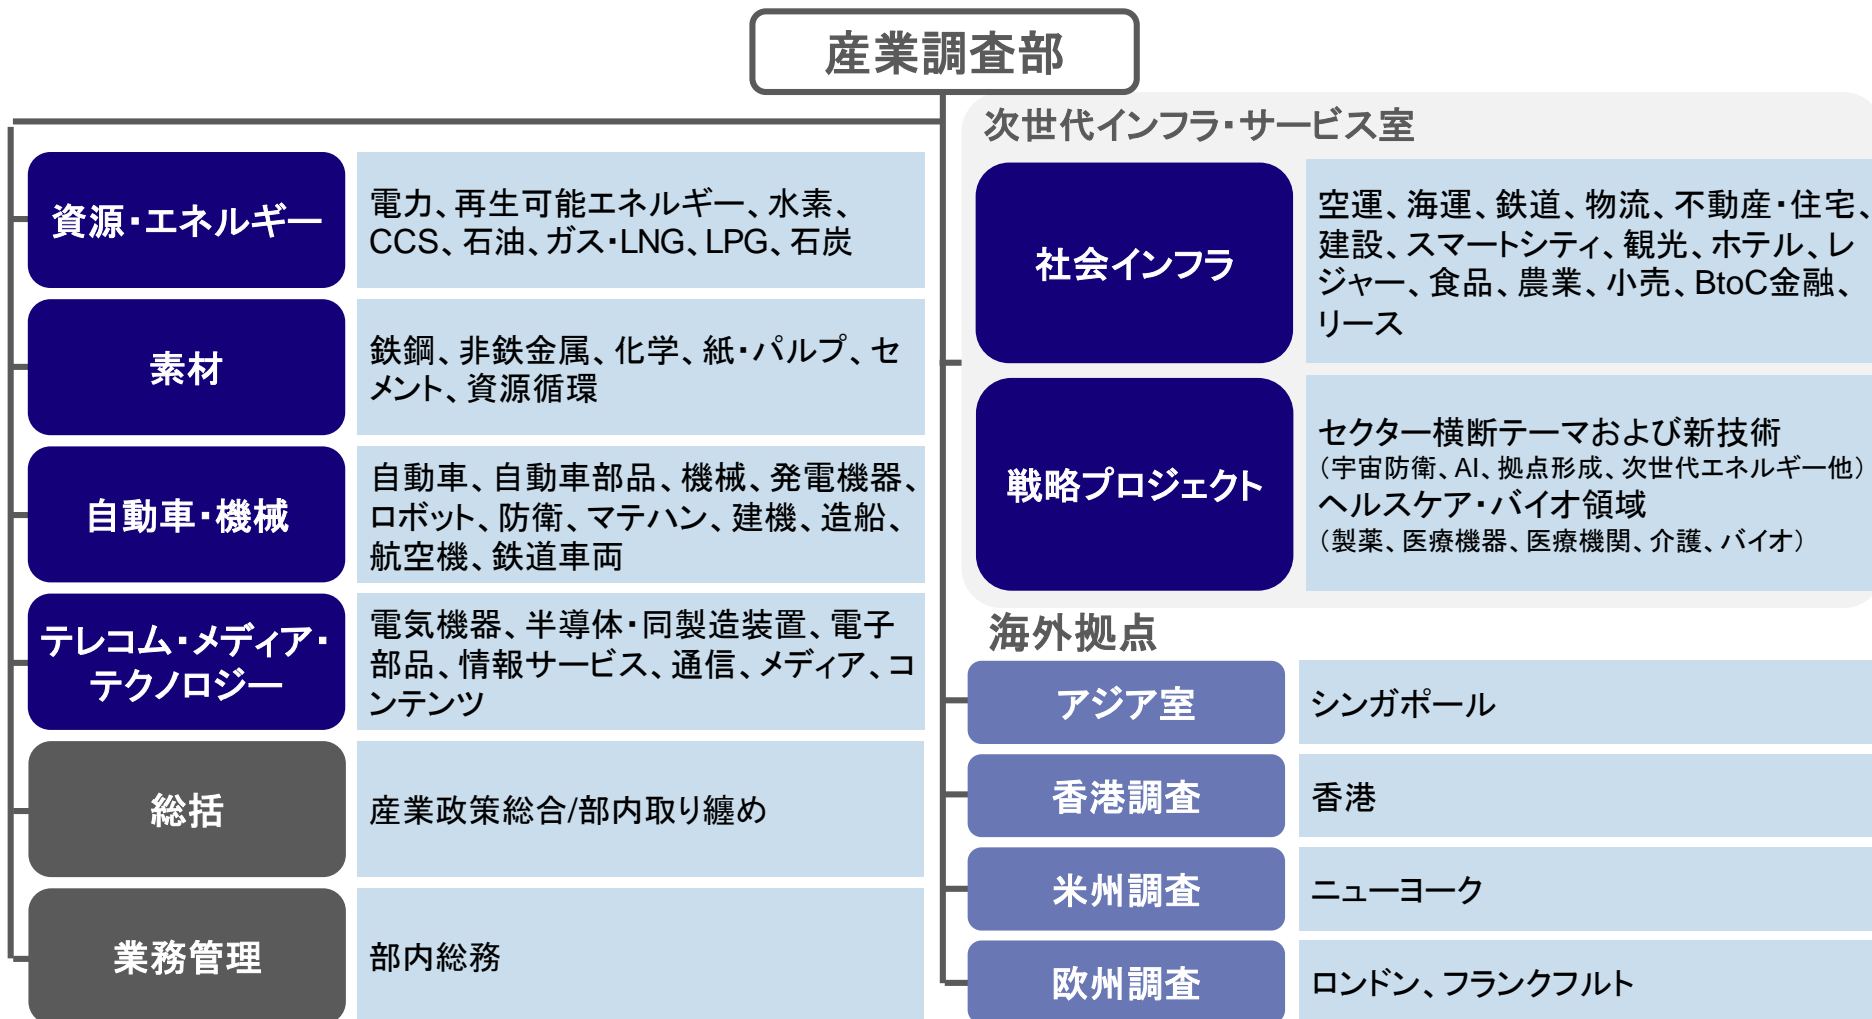 産業調査部
資源・エネルギー
電力、再生可能エネルギー、水素、
CCS、石油、ガス・LNG、LPG、石炭
素材
鉄鋼、非鉄金属、化学、紙・パルプ、セ
メント、資源循環
自動車・機械
自動車、自動車部品、機械、発電機器、
ロボット、防衛、マテハン、建機、造船、
航空機、鉄道車両
テレコム・メディア・
テクノロジー
電気機器、半導体・同製造装置、電子
部品、情報サービス、通信、メディア、コ
ンテンツ
総括
産業政策総合/部内取り纏め
業務管理
部内総務
次世代インフラ・サービス室
社会インフラ
空運、海運、鉄道、物流、不動産・住宅、
建設、スマートシティ、観光、ホテル、レ
ジャー、食品、農業、小売、BtoC金融、
リース
戦略プロジェクト
セクター横断テーマおよび新技術
（宇宙防衛、AI、拠点形成、次世代エネルギー他）
ヘルスケア・バイオ領域
（製薬、医療機器、医療機関、介護、バイオ）
海外拠点
アジア室
シンガポール
香港調査
香港
米州調査
ニューヨーク
欧州調査
ロンドン、フランクフルト